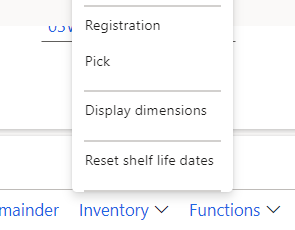 Registration
Pick
Display dimensions
Reset shelf life dates
mainder Inventory Functions